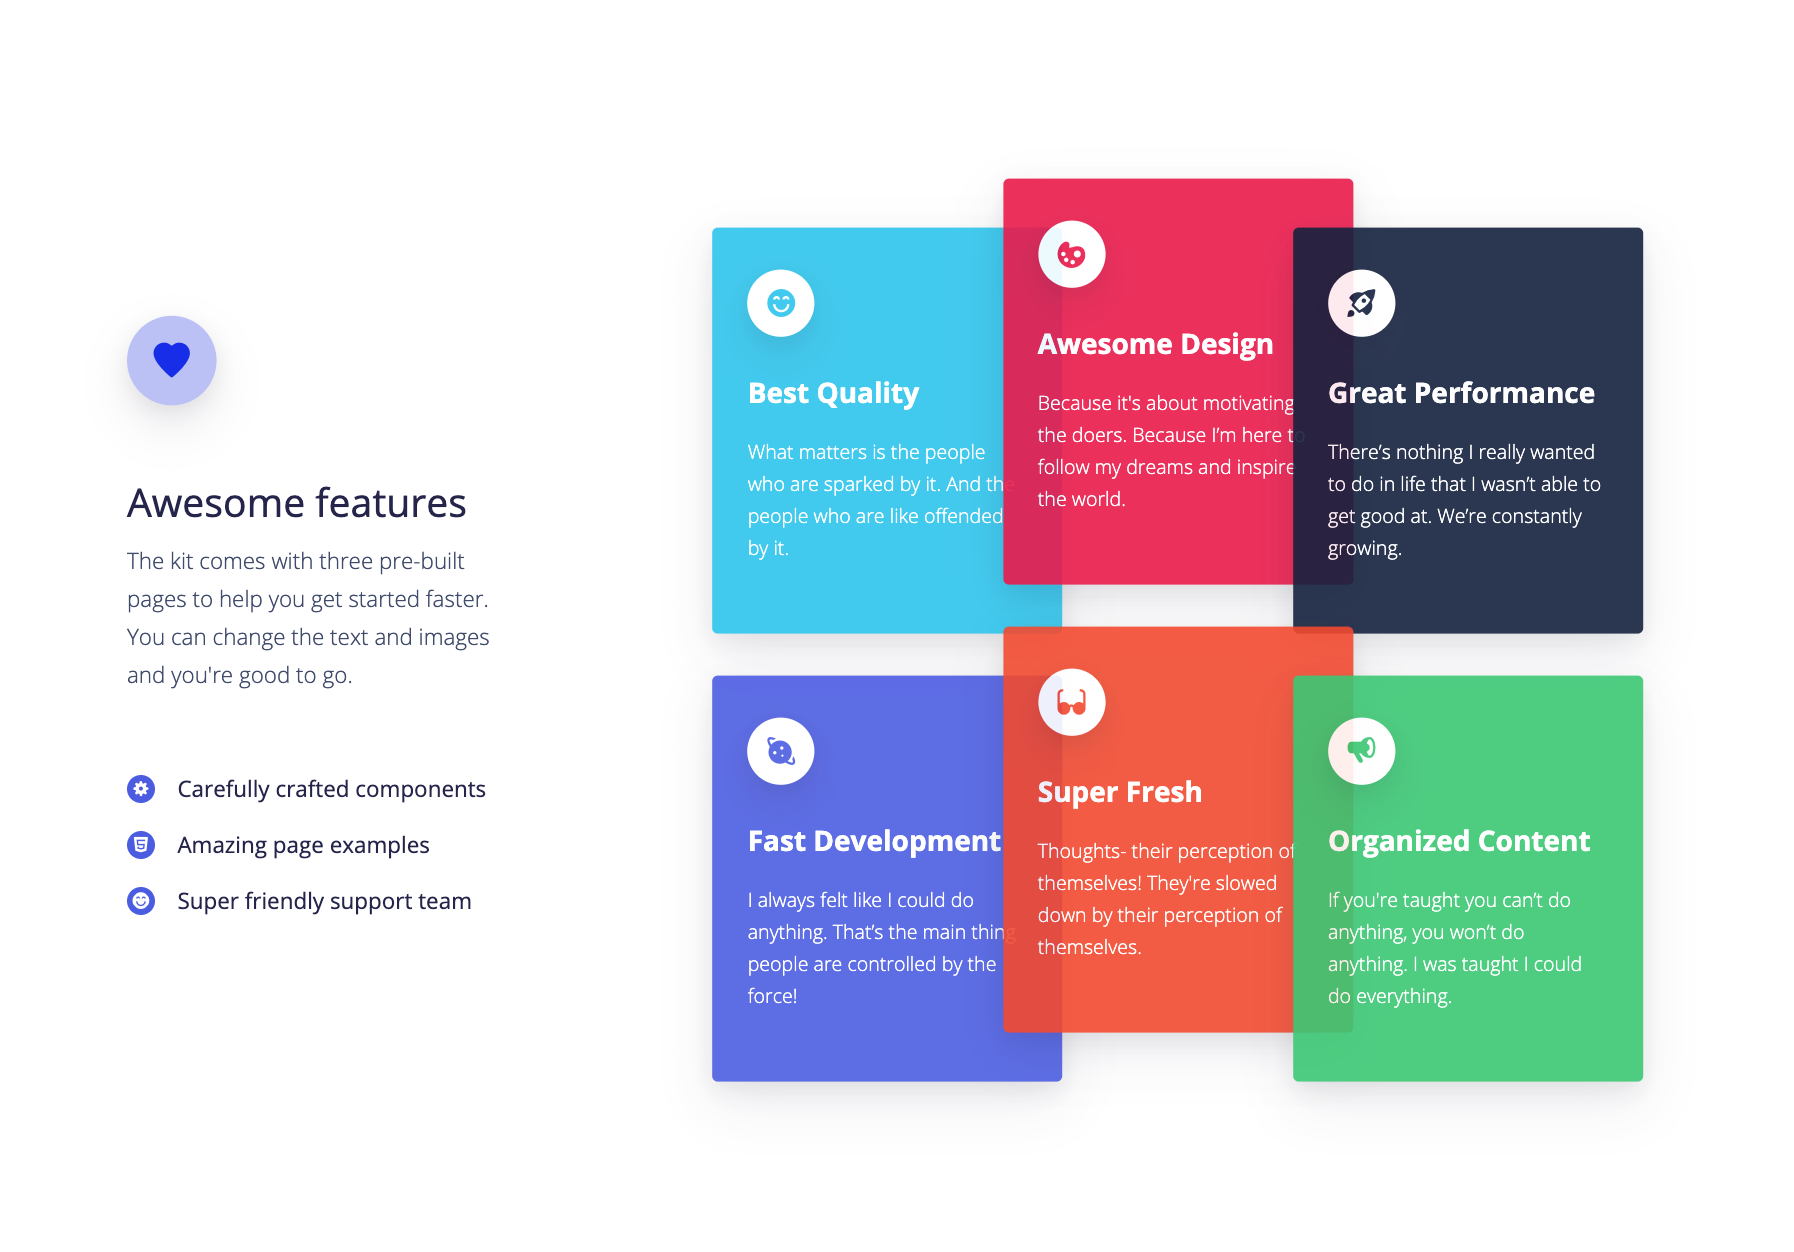 Awesome features
The kit comes with three pre-built
pages to help you get started faster.
You can change the text and images
and you're good to go.
Carefully crafted components
Amazing page examples
Super friendly support team
Best Quality
What matters is the people
who are sparked by it. And the
people who are like offended
by it.
Awesome Design
Because it's about motivating
the doers. Because I’m here to
follow my dreams and inspire
the world.
Great Performance
There’s nothing I really wanted
to do in life that I wasn’t able to
get good at. We’re constantly
growing.
Fast Development
I always felt like I could do
anything. That’s the main thing
people are controlled by the
force!
Super Fresh
Thoughts- their perception of
themselves! They're slowed
down by their perception of
themselves.
Organized Content
If you're taught you can’t do
anything, you won’t do
anything. I was taught I could
do everything.